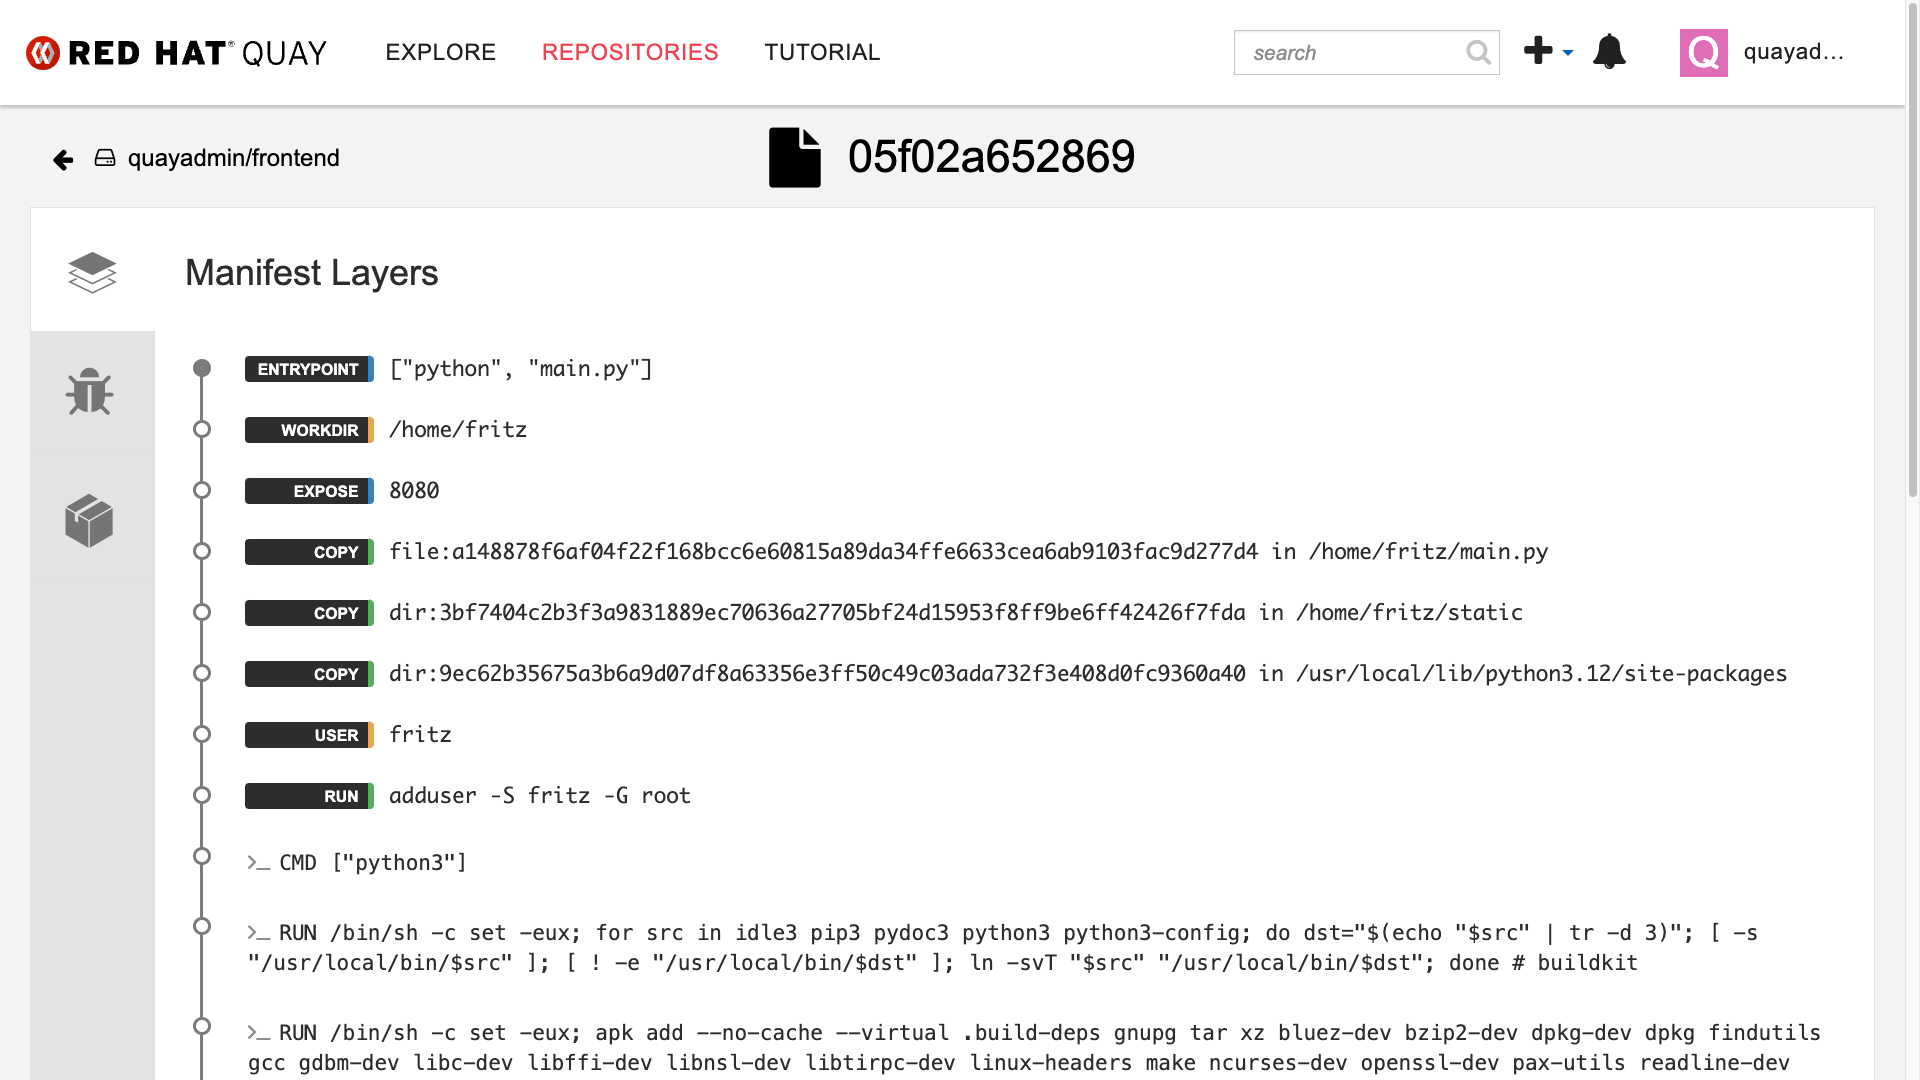 RED HAT® QUAY EXPLORE REPOSITORIES TUTORIAL search quayad...
quayadmin/frontend 05f02a652869
Manifest Layers
ENTRYPOINT ["python", "main.py"]
WORKDIR /home/fritz
EXPOSE 8080
COPY file:a148878f6af04f22f168bcc6e60815a89da34ffe6633cea6ab9103fac9d277d4 in /home/fritz/main.py
COPY dir:3bf7404c2b3f3a9831889ec70636a27705bf24d15953f8ff9be6ff42426f7fda in /home/fritz/static
COPY dir:9ec62b35675a3b6a9d07df8a63356e3ff50c49c03ada732f3e408d0fc9360a40 in /usr/local/lib/python3.12/site-packages
USER fritz
RUN adduser -S fritz -G root
>_ CMD ["python3"]
>_ RUN /bin/sh -c set -eux; for src in idle3 pip3 pydoc3 python3 python3-config; do dst="$(echo "$src" | tr -d 3)"; [ -s
"/usr/local/bin/$src" ]; [ ! -e "/usr/local/bin/$dst" ]; ln -svT "$src" "/usr/local/bin/$dst"; done # buildkit
>_ RUN /bin/sh -c set -eux; apk add --no-cache --virtual .build-deps gnupg tar xz bluez-dev bzip2-dev dpkg-dev dpkg findutils
gcc gdbm-dev libc-dev libffi-dev libnsl-dev libtirpc-dev linux-headers make ncurses-dev openssl-dev pax-utils readline-dev